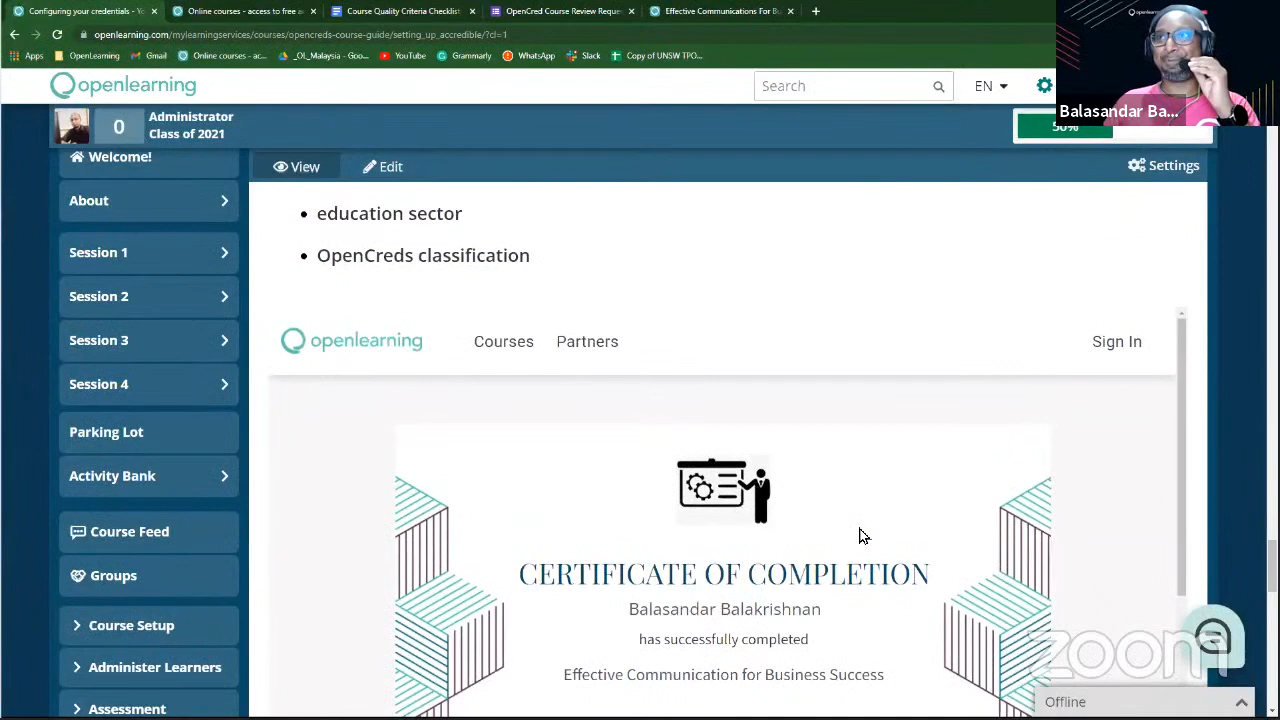 Configuring your credentials - Yo
Online courses - access to free a
Course Quality Criteria Checklist
OpenCred Course Review Reques
Effective Communications For B
openlearning.com/mylearningservices/courses/opencreds-course-guide/setting_up_accredible/?cl=1
Apps
OpenLearning
Gmail
Online courses - ac...
_OL_Malaysia - Goo...
YouTube
Grammarly
WhatsApp
Slack
Copy of UNSW TPO...
openlearning
Search
EN
Balasandar Ba...
0
Administrator
Class of 2021
50%
Welcome!
About
Session 1
Session 2
Session 3
Session 4
Parking Lot
Activity Bank
Course Feed
Groups
Course Setup
Administer Learners
Assessment
View
Edit
Settings
• education sector
• OpenCreds classification
openlearning
Courses
Partners
Sign In
CERTIFICATE OF COMPLETION
Balasandar Balakrishnan
has successfully completed
Effective Communication for Business Success
zoom
Offline